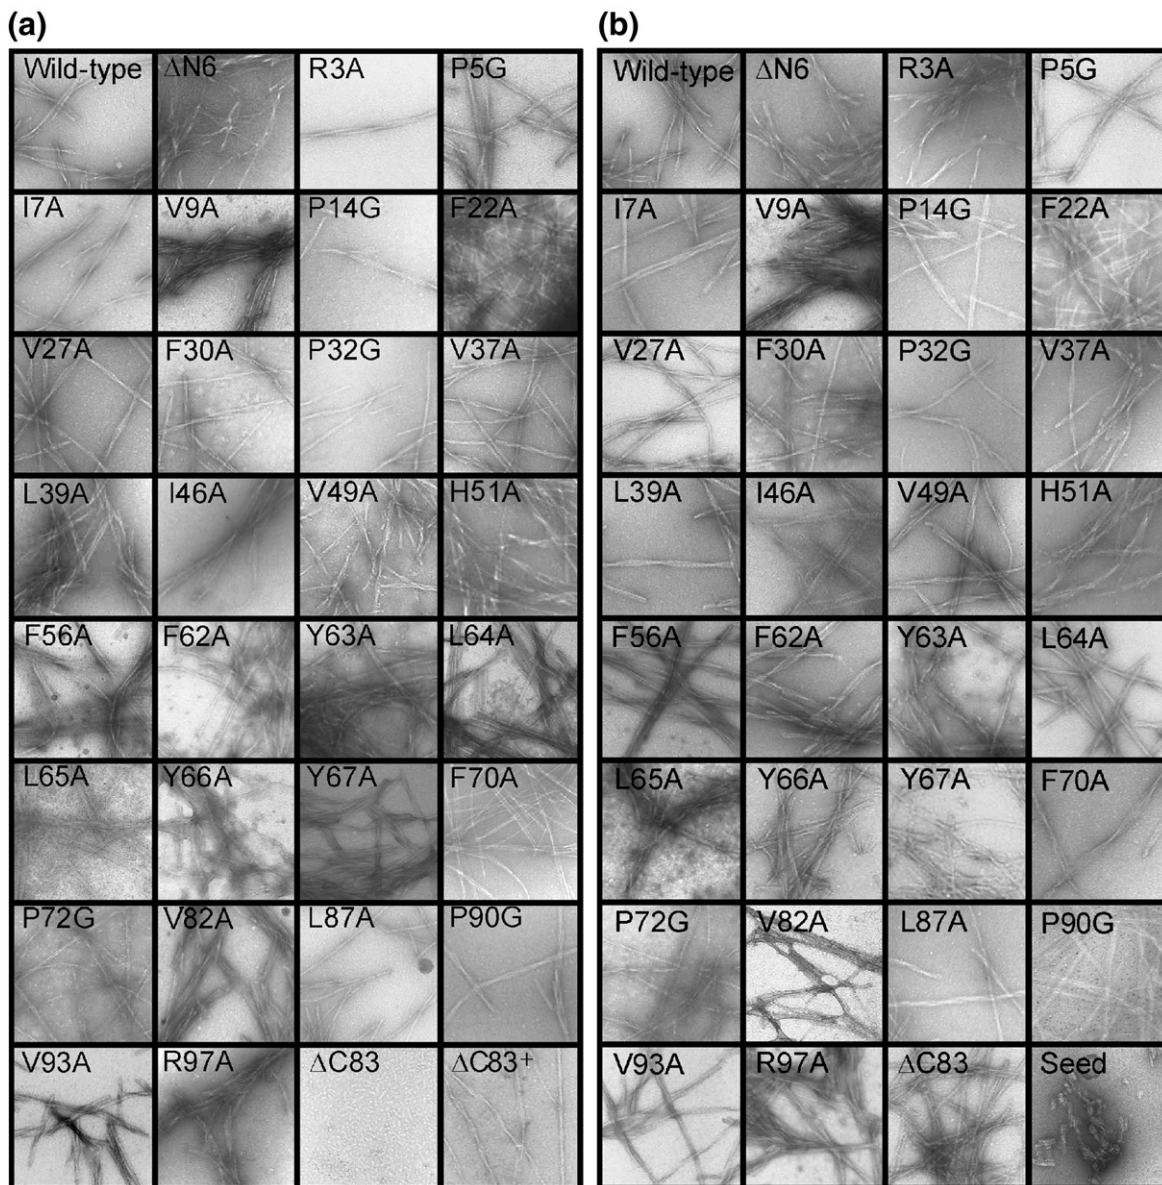 (a)
Wild-type ΔN6 R3A P5G
I7A V9A P14G F22A
V27A F30A P32G V37A
L39A I46A V49A H51A
F56A F62A Y63A L64A
L65A Y66A Y67A F70A
P72G V82A L87A P90G
V93A R97A ΔC83 ΔC83+
(b)
Wild-type ΔN6 R3A P5G
I7A V9A P14G F22A
V27A F30A P32G V37A
L39A I46A V49A H51A
F56A F62A Y63A L64A
L65A Y66A Y67A F70A
P72G V82A L87A P90G
V93A R97A ΔC83 Seed